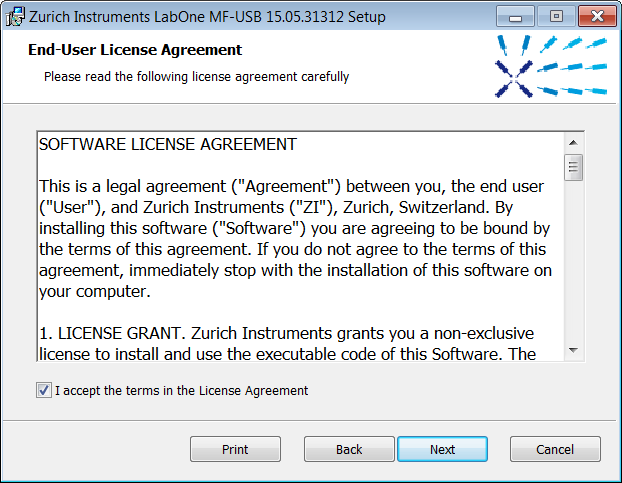 Zurich Instruments LabOne MF-USB 15.05.31312 Setup
End-User License Agreement
Please read the following license agreement carefully
SOFTWARE LICENSE AGREEMENT
This is a legal agreement ("Agreement") between you, the end user
("User"), and Zurich Instruments ("ZI"), Zurich, Switzerland. By
installing this software ("Software") you are agreeing to be bound by
the terms of this agreement. If you do not agree to the terms of this
agreement, immediately stop with the installation of this software on
your computer.
1. LICENSE GRANT. Zurich Instruments grants you a non-exclusive
license to install and use the executable code of this Software. The
I accept the terms in the License Agreement
Print
Back
Next
Cancel